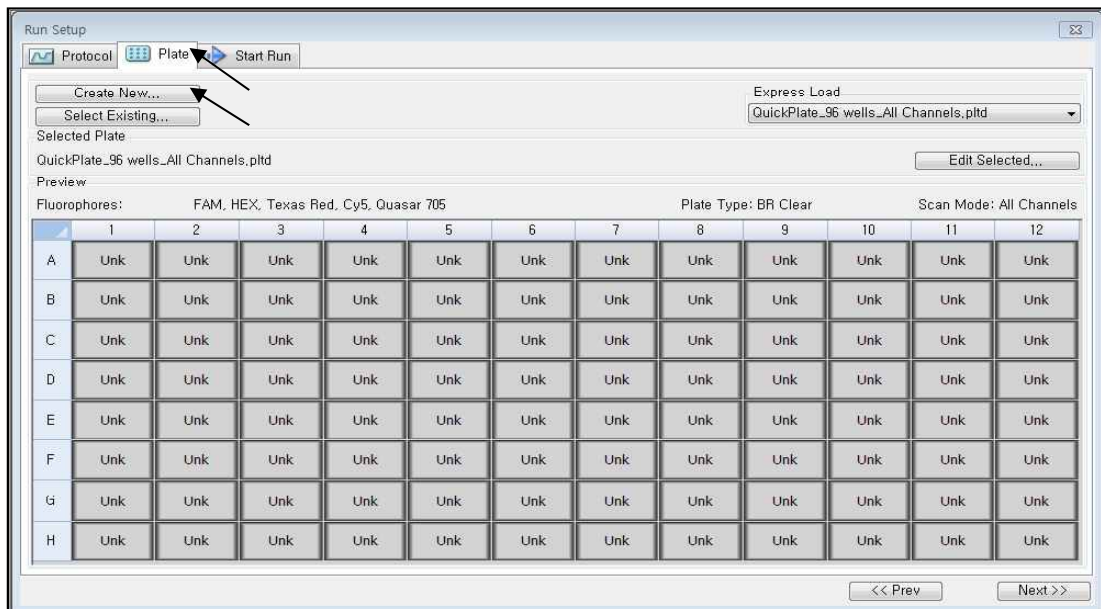 Run Setup
Protocol Plate Start Run
Create New...
Select Existing...
Express Load
QuickPlate_96 wells_All Channels.pltd
Selected Plate
QuickPlate_96 wells_All Channels.pltd Edit Selected...
Preview
Fluorophores: FAM, HEX, Texas Red, Cy5, Quasar 705 Plate Type: BR Clear Scan Mode: All Channels
1 2 3 4 5 6 7 8 9 10 11 12
A Unk Unk Unk Unk Unk Unk Unk Unk Unk Unk Unk Unk
B Unk Unk Unk Unk Unk Unk Unk Unk Unk Unk Unk Unk
C Unk Unk Unk Unk Unk Unk Unk Unk Unk Unk Unk Unk
D Unk Unk Unk Unk Unk Unk Unk Unk Unk Unk Unk Unk
E Unk Unk Unk Unk Unk Unk Unk Unk Unk Unk Unk Unk
F Unk Unk Unk Unk Unk Unk Unk Unk Unk Unk Unk Unk
G Unk Unk Unk Unk Unk Unk Unk Unk Unk Unk Unk Unk
H Unk Unk Unk Unk Unk Unk Unk Unk Unk Unk Unk Unk
<< Prev Next >>